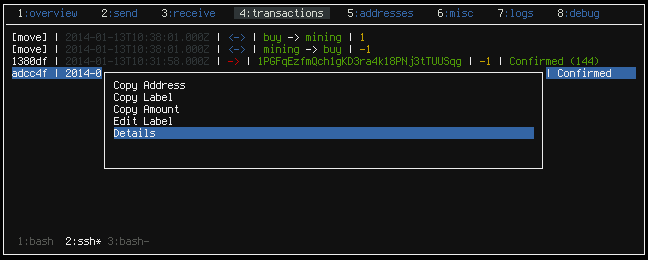 1:overview 2:send 3:receive 4:transactions 5:addresses 6:misc 7:logs 8:debug
[move] | 2014-01-13T10:38:01.000Z | <-> | buy -> mining | 1
[move] | 2014-01-13T10:38:01.000Z | <-> | mining -> buy | -1
1380df | 2014-01-13T10:31:58.000Z | -> | 1PGFqEzfmQch1gKD3ra4k18PNj3tTUUSqg | -1 | Confirmed (144)
adcc4f | 2014-0 | Confirmed
Copy Address
Copy Label
Copy Amount
Edit Label
Details
1:bash 2:ssh* 3:bash-